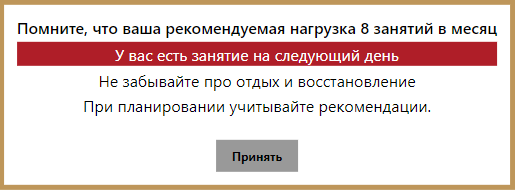 Помните, что ваша рекомендуемая нагрузка 8 занятий в месяц
У вас есть занятие на следующий день
Не забывайте про отдых и восстановление
При планировании учитывайте рекомендации.
Принять